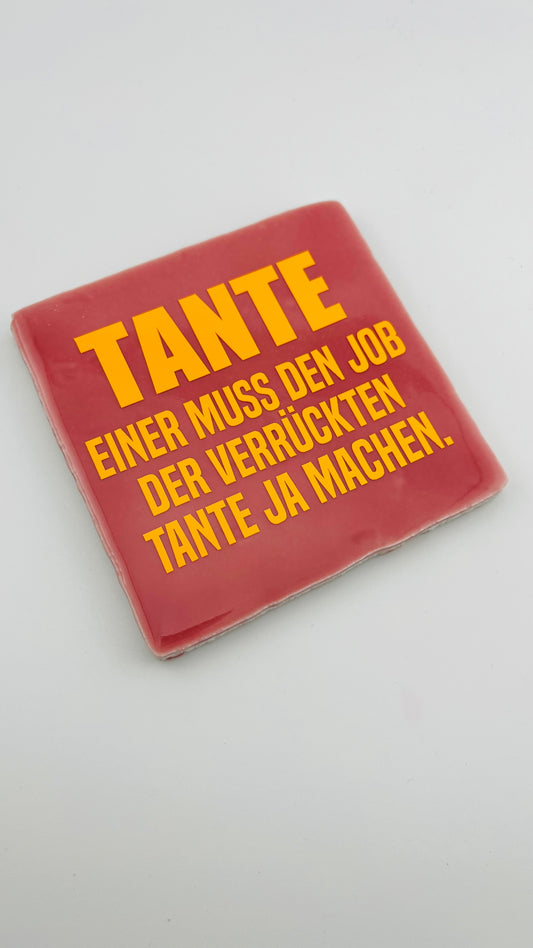 TANTE
EINER MUSS DEN JOB
DER VERRÜCKTEN
TANTE JA MACHEN.